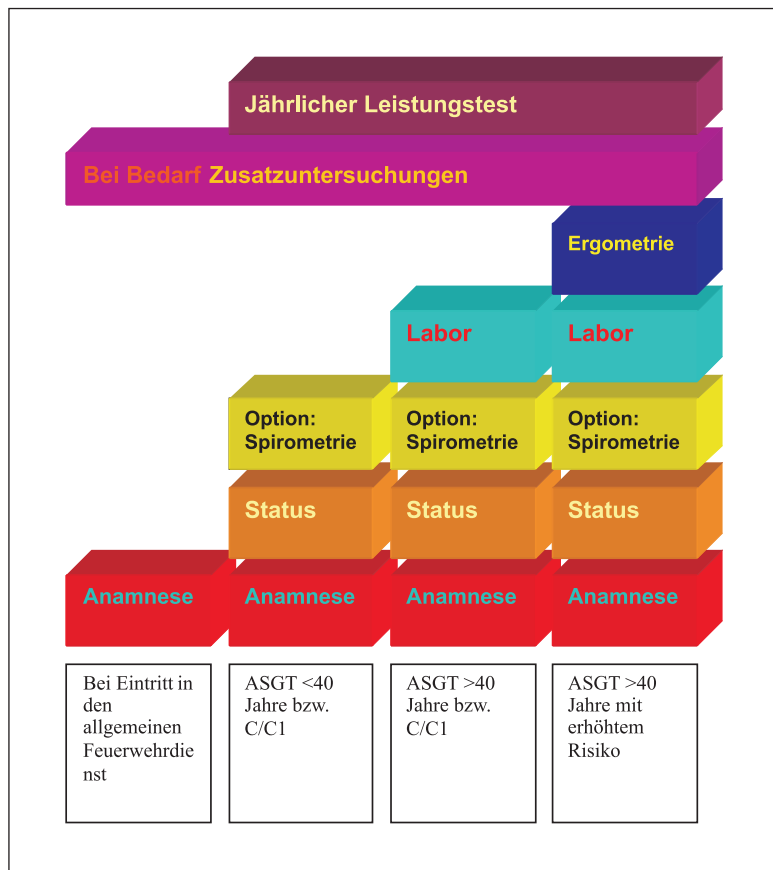 Jährlicher Leistungstest
Bei Bedarf Zusatzuntersuchungen
Ergometrie
Labor
Labor
Option:
Spirometrie
Option:
Spirometrie
Option:
Spirometrie
Status
Status
Status
Anamnese
Anamnese
Anamnese
Anamnese
Bei Eintritt in
den
allgemeinen
Feuerwehrdie
nst
ASGT <40
Jahre bzw.
C/C1
ASGT >40
Jahre bzw.
C/C1
ASGT >40
Jahre mit
erhöhtem
Risiko